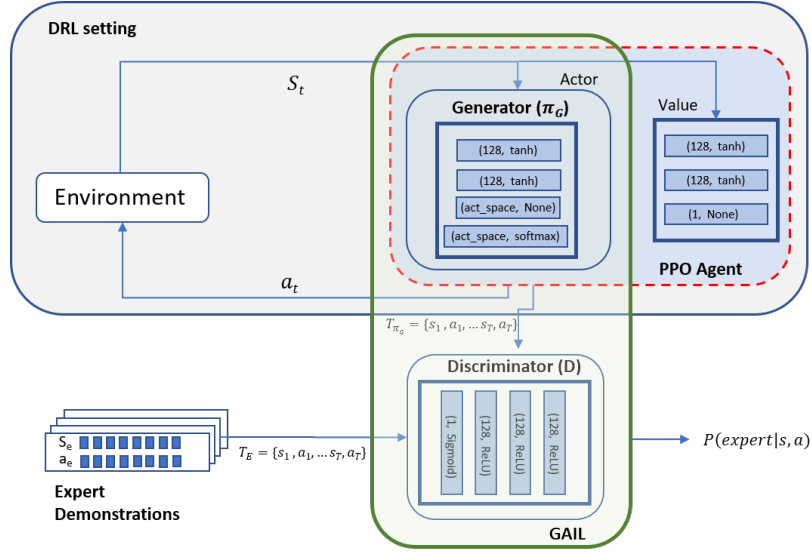 DRL setting
S_t
Actor
Generator (π_G)
Value
(128, tanh)
(128, tanh)
(act_space, None)
(act_space, softmax)
(128, tanh)
(128, tanh)
(1, None)
Environment
PPO Agent
a_t
T_{π_G} = {s_1 , a_1, … s_T, a_T}
Discriminator (D)
(1, Sigmoid)
(128, ReLU)
(128, ReLU)
(128, ReLU)
S_e
a_e
T_E = {s_1 , a_1, … s_T, a_T}
P(expert|s, a)
Expert
Demonstrations
GAIL